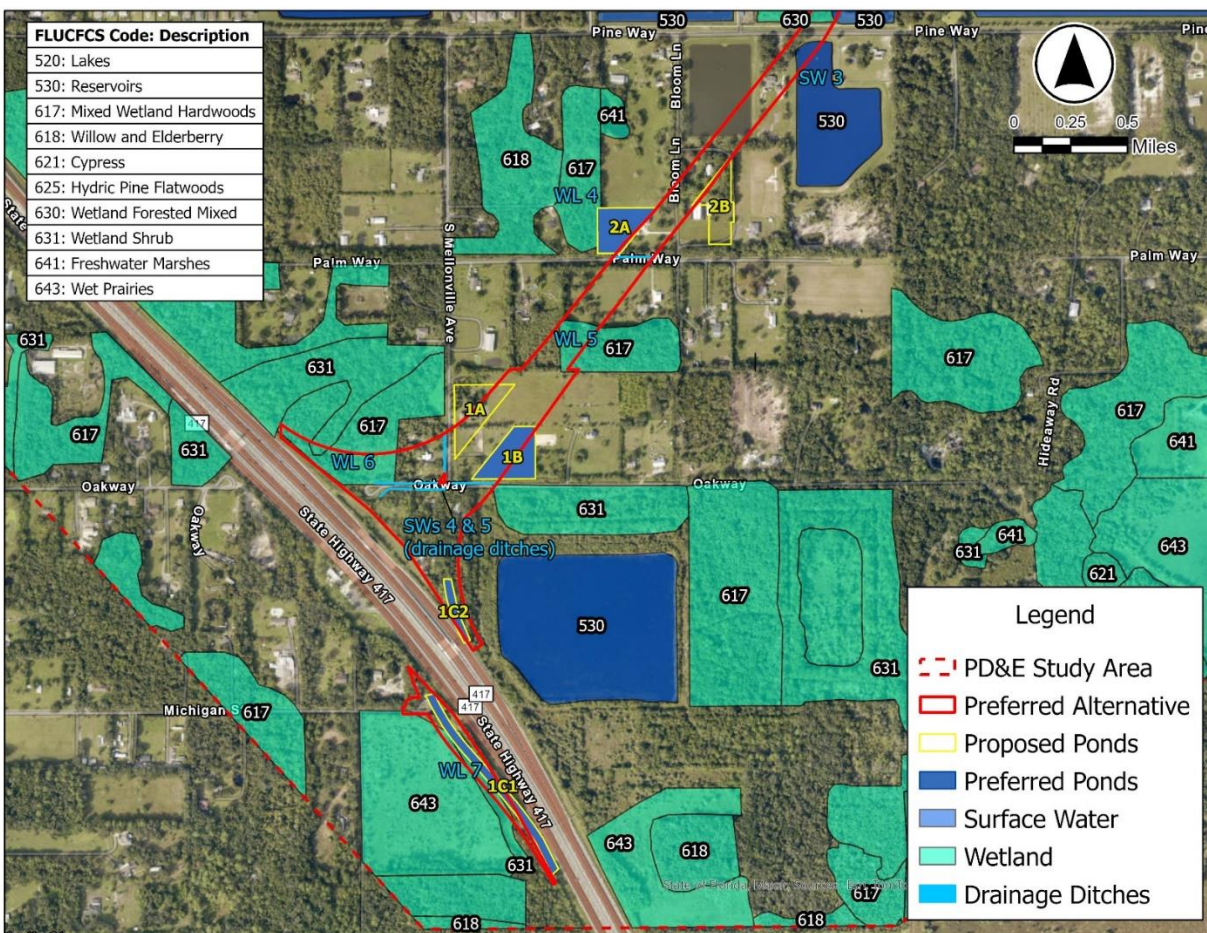 FLUCFCS Code: Description
520: Lakes
530: Reservoirs
617: Mixed Wetland Hardwoods
618: Willow and Elderberry
621: Cypress
625: Hydric Pine Flatwoods
630: Wetland Forested Mixed
631: Wetland Shrub
641: Freshwater Marshes
643: Wet Prairies
530
630
530
Pine Way
Pine Way
Bloom Ln
SW 3
0 0.25 0.5
Miles
641
530
618
617
WL 4
Bloom Ln
2A
2B
S Mellonville Ave
Palm Way
Palm Way
Palm Way
631
WL 5
617
617
631
1A
617
641
417
617
617
Hideaway Rd
631
WL 6
1B
Oakway
Oakway
Oakway
Oakway
SWs 4 & 5
(drainage ditches)
631
641
631
643
621
State Highway 417
1C2
530
617
631
417
417
617
State Highway 417
WL 7
1C1
643
631
643
618
618
618
617
Legend
PD&E Study Area
Preferred Alternative
Proposed Ponds
Preferred Ponds
Surface Water
Wetland
Drainage Ditches